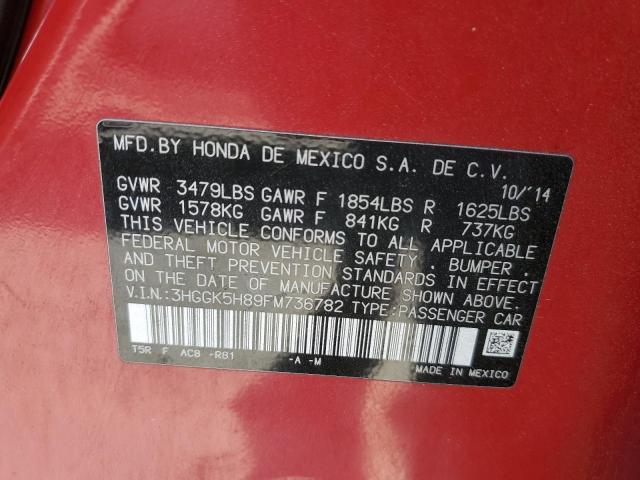 MFD.BY HONDA DE MEXICO S.A. DE C.V.
10/'14
GVWR 3479LBS GAWR F 1854LBS R 1625LBS
GVWR 1578KG GAWR F 841KG R 737KG
THIS VEHICLE CONFORMS TO ALL APPLICABLE
FEDERAL MOTOR VEHICLE SAFETY . BUMPER .
AND THEFT PREVENTION STANDARDS IN EFFECT
ON THE DATE OF MANUFACTURE SHOWN ABOVE.
V.I.N.:3HGGK5H89FM736782 TYPE:PASSENGER CAR
T5R F AC8 -R81 -A -M
MADE IN MEXICO